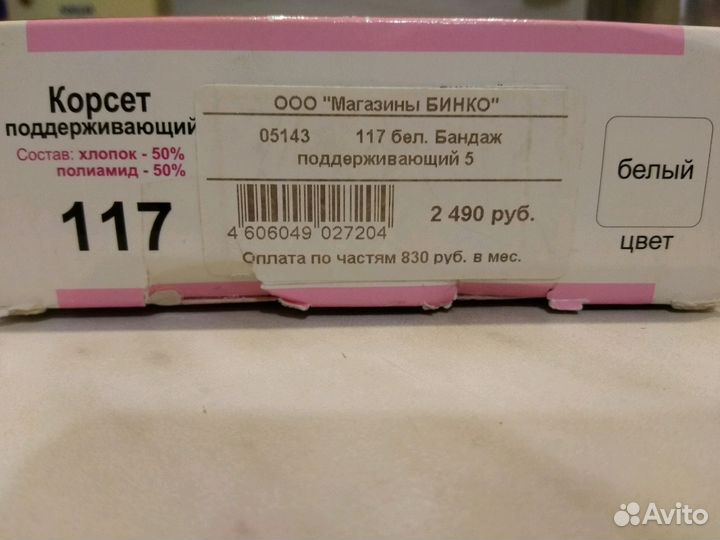 Корсет
поддерживающий
Состав: хлопок - 50%
полиамид - 50%
117
ООО "Магазины БИНКО"
05143 117 бел. Бандаж
поддерживающий 5
4 606049 027204
2 490 руб.
Оплата по частям 830 руб. в мес.
белый
цвет
Avito